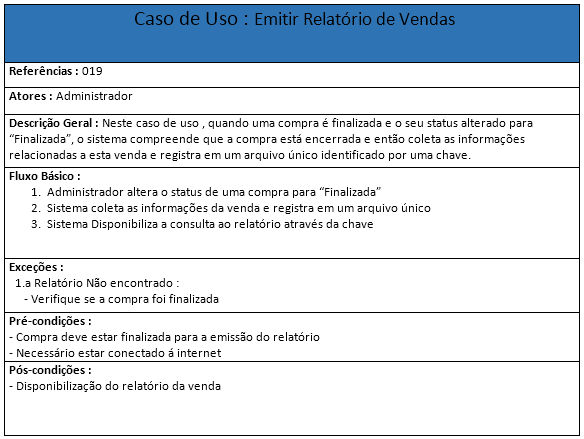 Caso de Uso : Emitir Relatório de Vendas
Referências : 019
Atores : Administrador
Descrição Geral : Neste caso de uso , quando uma compra é finalizada e o seu status alterado para
“Finalizada”, o sistema compreende que a compra está encerrada e então coleta as informações
relacionadas a esta venda e registra em um arquivo único identificado por uma chave.
Fluxo Básico :
1. Administrador altera o status de uma compra para “Finalizada”
2. Sistema coleta as informações da venda e registra em um arquivo único
3. Sistema Disponibiliza a consulta ao relatório através da chave
Exceções :
1.a Relatório Não encontrado :
- Verifique se a compra foi finalizada
Pré-condições :
- Compra deve estar finalizada para a emissão do relatório
- Necessário estar conectado á internet
Pós-condições :
- Disponibilização do relatório da venda